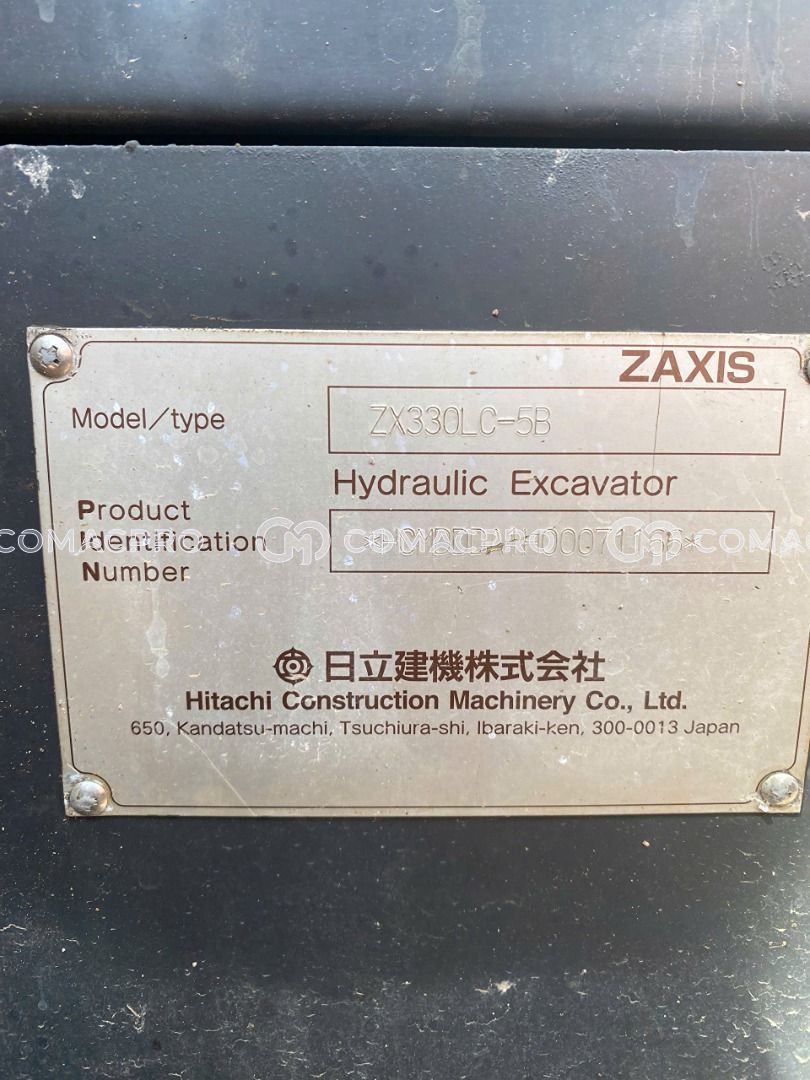 ZAXIS
Model/type
ZX330LC-5B
Hydraulic Excavator
Product
Identification
Number
COMACHPRO
日立建機株式会社
Hitachi Construction Machinery Co., Ltd.
650, Kandatsu-machi, Tsuchiura-shi, Ibaraki-ken, 300-0013 Japan